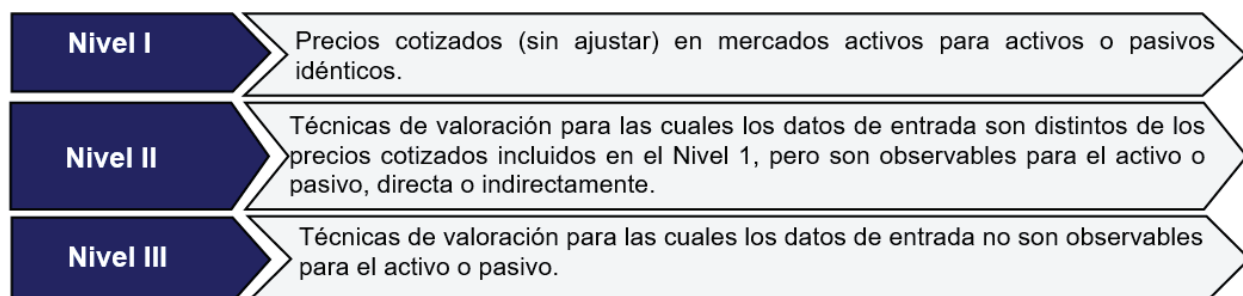 Nivel I
Precios cotizados (sin ajustar) en mercados activos para activos o pasivos
idénticos.
Nivel II
Técnicas de valoración para las cuales los datos de entrada son distintos de los
precios cotizados incluidos en el Nivel 1, pero son observables para el activo o
pasivo, directa o indirectamente.
Nivel III
Técnicas de valoración para las cuales los datos de entrada no son observables
para el activo o pasivo.